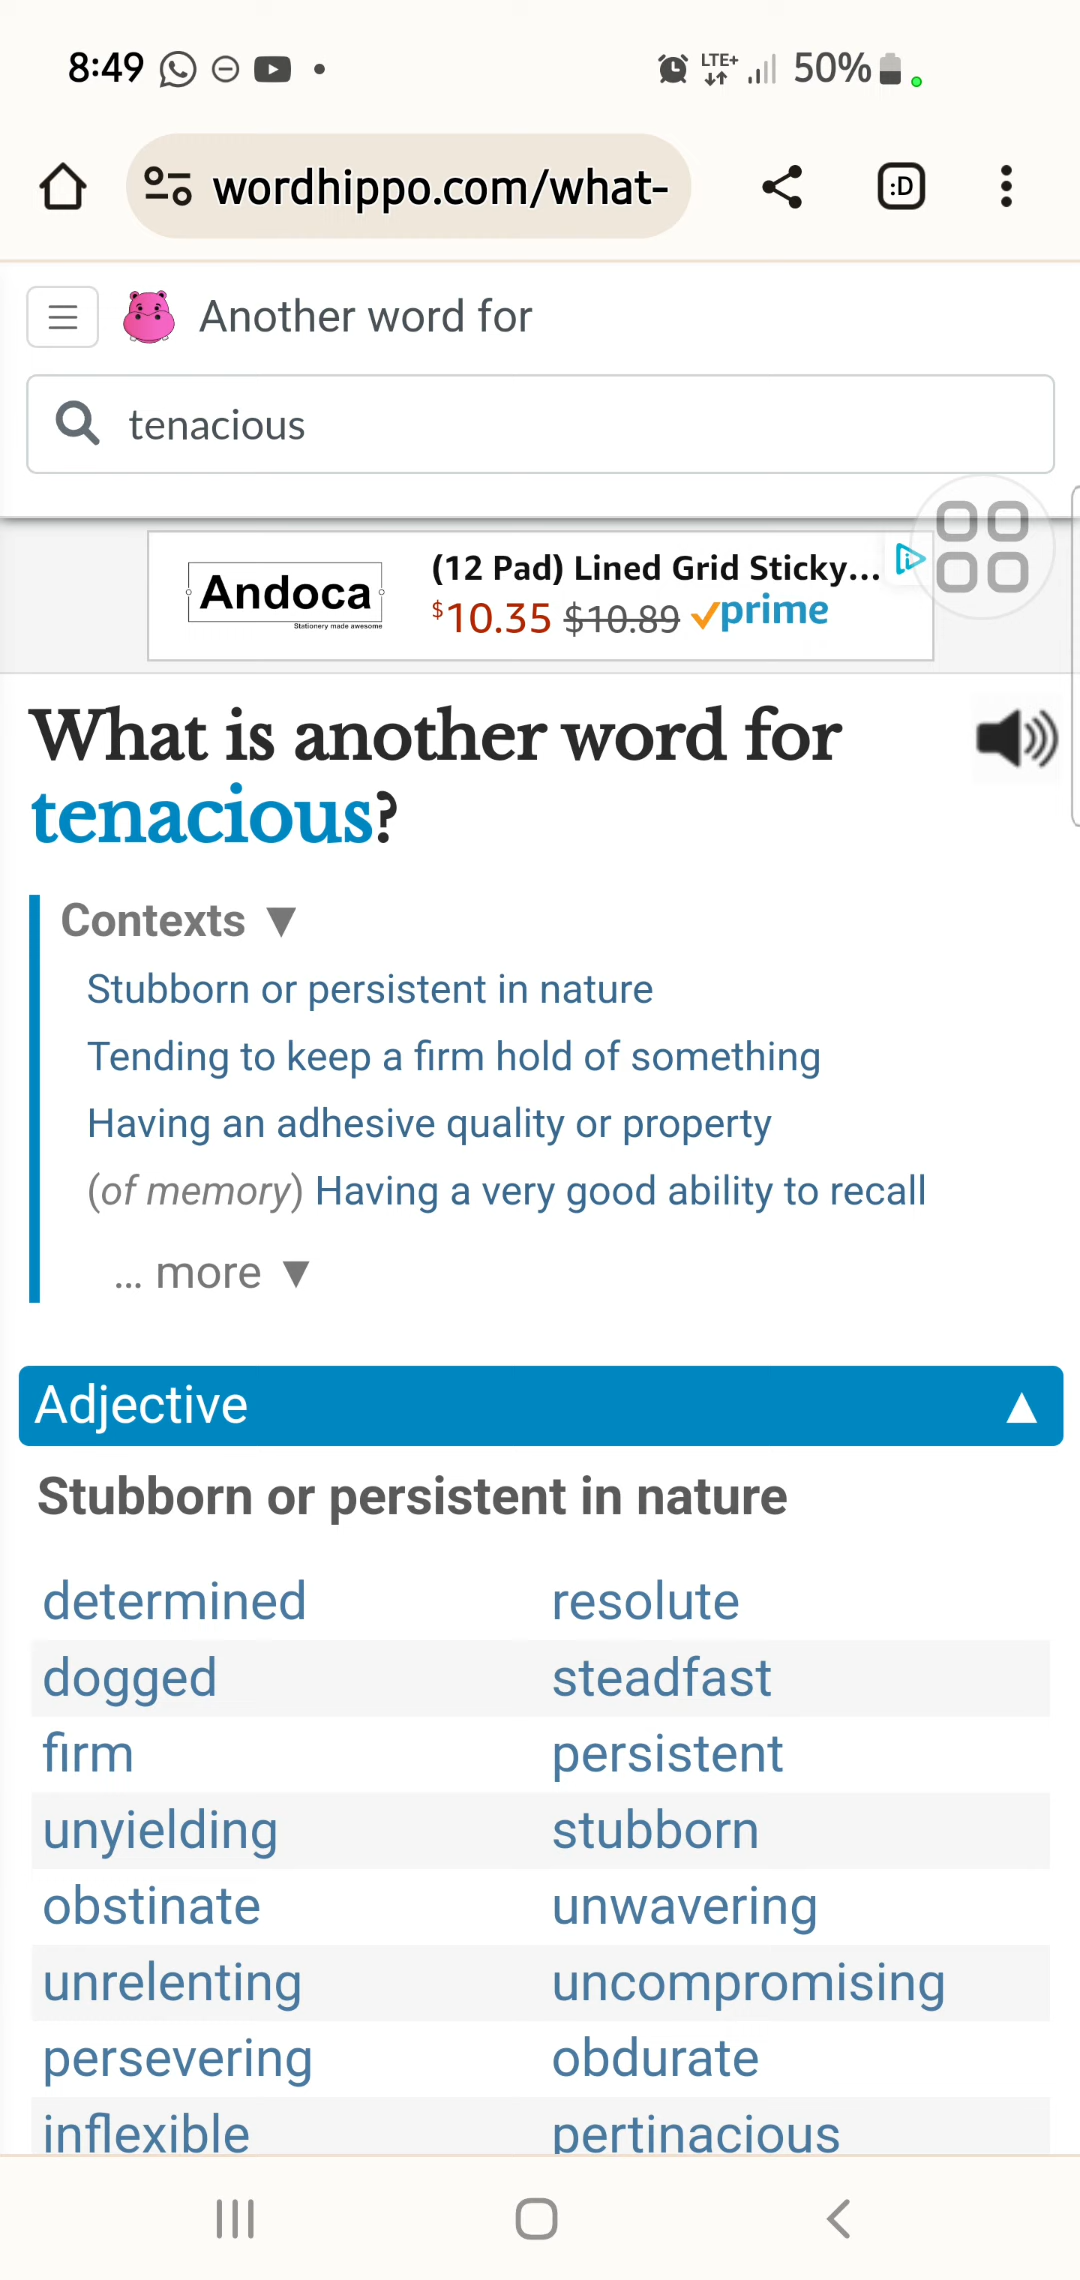 8:49 LTE+ 50%
wordhippo.com/what-
:D
Another word for
tenacious
Andoca
Stationery made awesome
(12 Pad) Lined Grid Sticky...
$10.35 $10.89 prime
What is another word for
tenacious?
Contexts ▼
Stubborn or persistent in nature
Tending to keep a firm hold of something
Having an adhesive quality or property
(of memory) Having a very good ability to recall
... more ▼
Adjective ▲
Stubborn or persistent in nature
determined resolute
dogged steadfast
firm persistent
unyielding stubborn
obstinate unwavering
unrelenting uncompromising
persevering obdurate
inflexible pertinacious